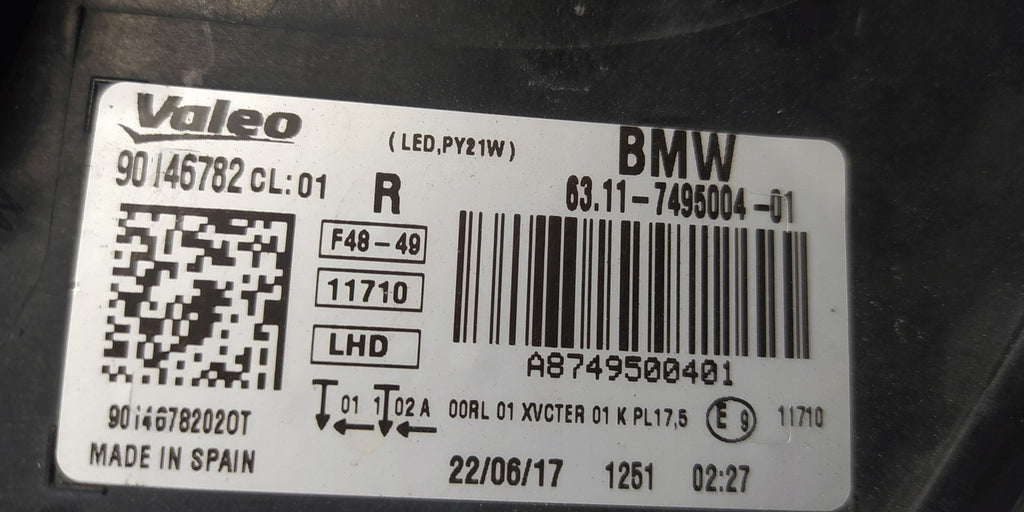 Valeo
(LED,PY21W)
BMW
90146782 CL:01
R
63.11-7495004-01
F48-49
11710
LHD
A8749500401
01 1 02 A
00RL 01 XVCTER 01 K PL17,5
E 9
11710
90146782020T
MADE IN SPAIN
22/06/17 1251 02:27